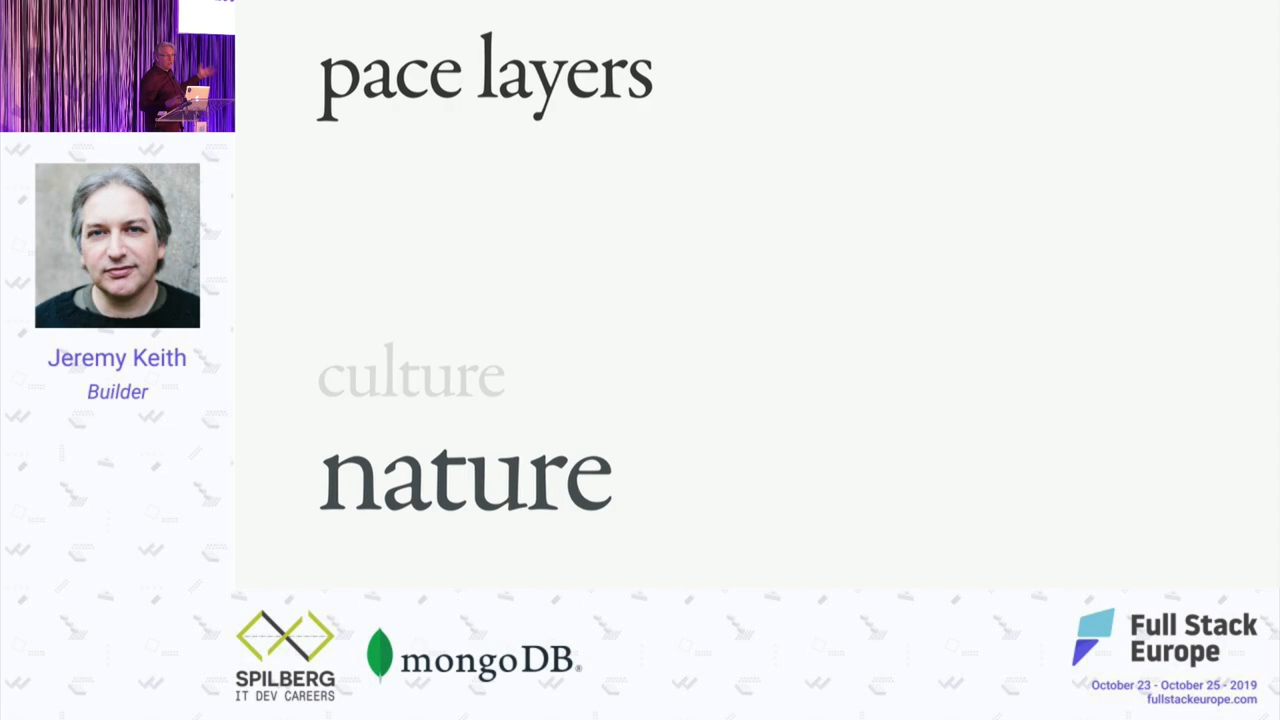 pace layers
culture
nature
Jeremy Keith
Builder
SPILBERG
IT DEV CAREERS
mongoDB®
Full Stack
Europe
October 23 - October 25 - 2019
fullstackeurope.com